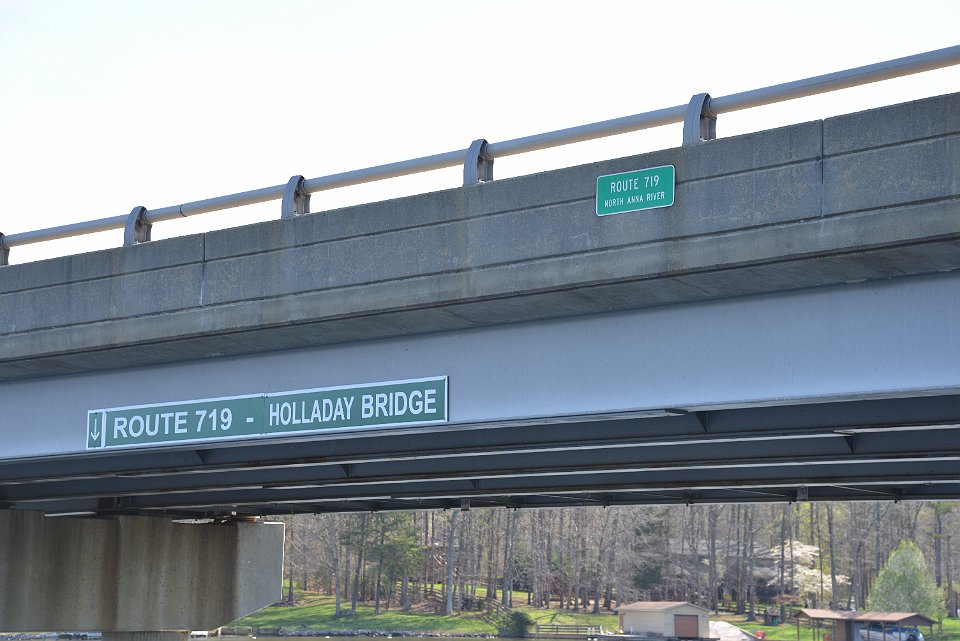 ROUTE 719
NORTH ANNA RIVER
ROUTE 719 - HOLLADAY BRIDGE